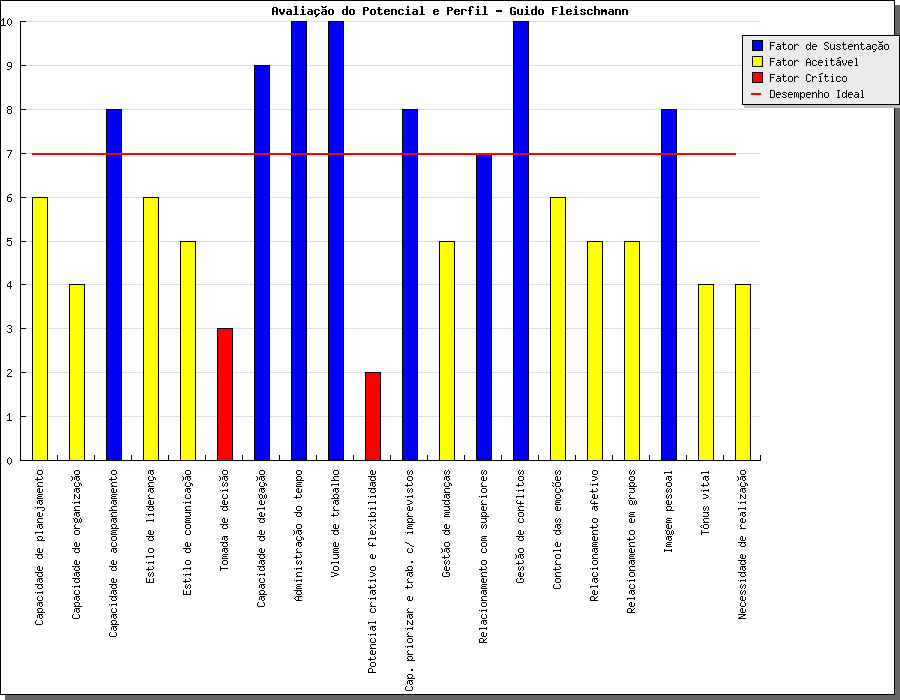 Avaliação do Potencial e Perfil - Guido Fleischmann
Fator de Sustentação
Fator Aceitável
Fator Crítico
Desempenho Ideal
10
9
8
7
6
5
4
3
2
1
0
Capacidade de planejamento
Capacidade de organização
Capacidade de acompanhamento
Estilo de liderança
Estilo de comunicação
Tomada de decisão
Capacidade de delegação
Administração do tempo
Volume de trabalho
Potencial criativo e flexibilidade
Cap. priorizar e trab. c/ imprevistos
Gestão de mudanças
Relacionamento com superiores
Gestão de conflitos
Controle das emoções
Relacionamento afetivo
Relacionamento em grupos
Imagem pessoal
Tônus vital
Necessidade de realização